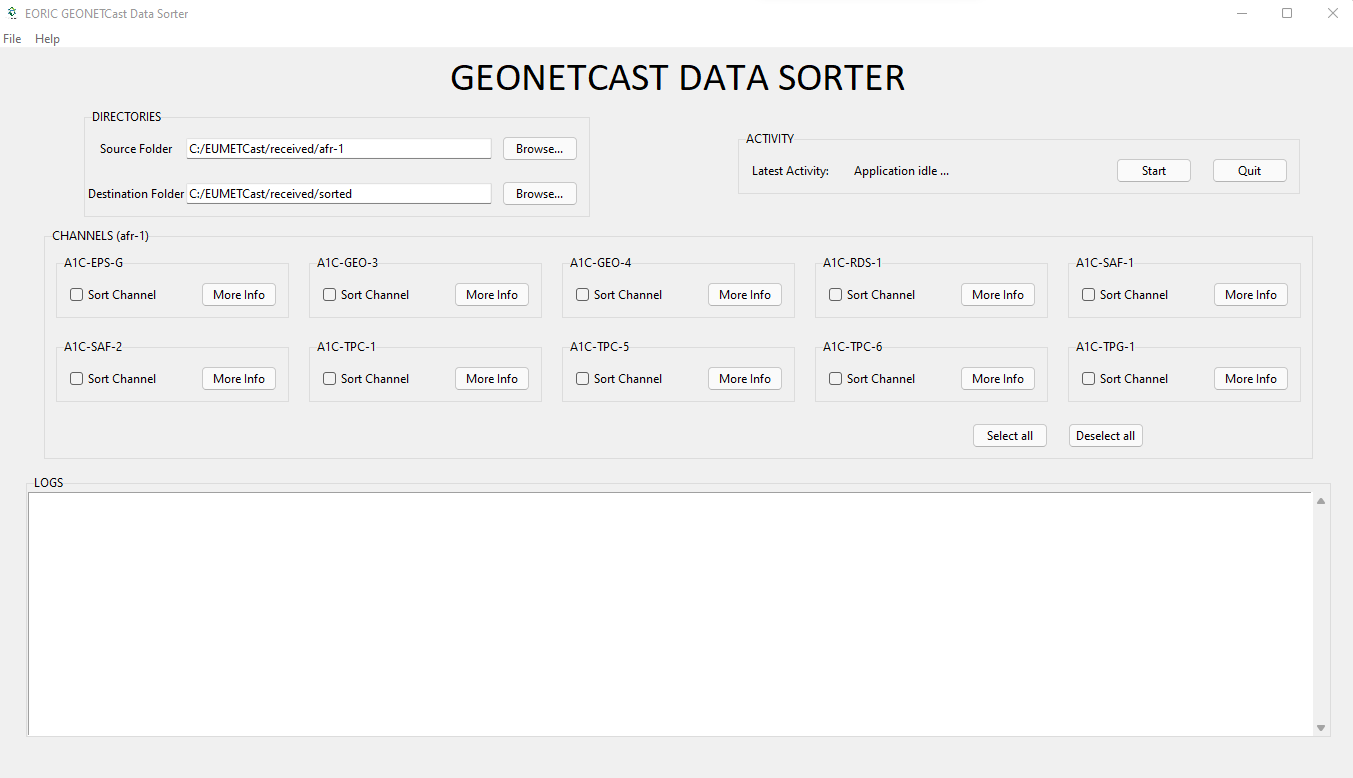 EORIC GEONETCast Data Sorter
File Help
GEONETCAST DATA SORTER
DIRECTORIES
Source Folder C:/EUMETCast/received/afr-1 Browse...
Destination Folder C:/EUMETCast/received/sorted Browse...
ACTIVITY
Latest Activity: Application idle ... Start Quit
CHANNELS (afr-1)
A1C-EPS-G A1C-GEO-3 A1C-GEO-4 A1C-RDS-1 A1C-SAF-1
Sort Channel More Info Sort Channel More Info Sort Channel More Info Sort Channel More Info Sort Channel More Info
A1C-SAF-2 A1C-TPC-1 A1C-TPC-5 A1C-TPC-6 A1C-TPG-1
Sort Channel More Info Sort Channel More Info Sort Channel More Info Sort Channel More Info Sort Channel More Info
Select all Deselect all
LOGS